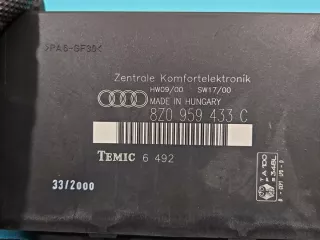 >PA6-GF30<
Zentrale Komfortelektronik
HW09/00 SW17/00
MADE IN HUNGARY
8Z0 959 433 C
TEMIC 6 492
33/2000
TA100